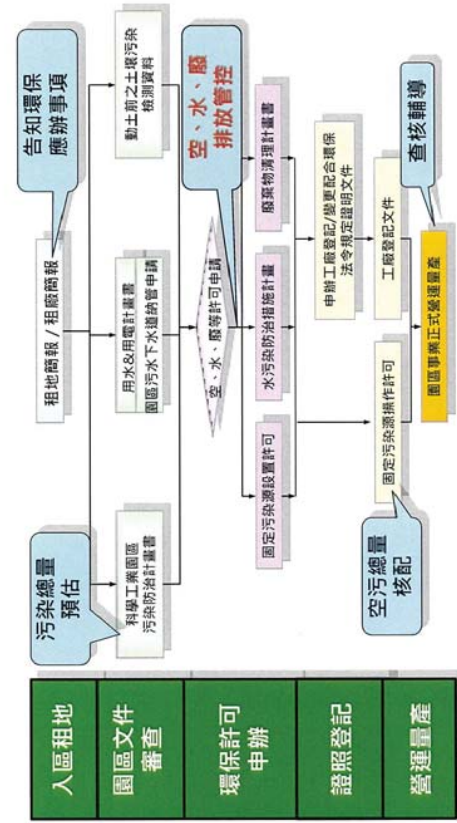 入區租地
園區文件
審查
環保許可
申辦
證照登記
營運量產
告知環保
應辦事項
租地簡報 / 租廠簡報
污染總量
預估
科學工業園區
污染防治計畫書
用水&用電計畫書
園區污水下水道納管申請
動土前之土壤污染
檢測資料
空、水、廢
排放管控
空、水、廢等許可申請
固定污染源設置許可
水污染防治措施計畫
廢棄物清理計畫書
申辦工廠登記/變更配合環保
法令規定證明文件
空污總量
核配
固定污染源操作許可
工廠登記文件
查核輔導
園區事業正式營運量產